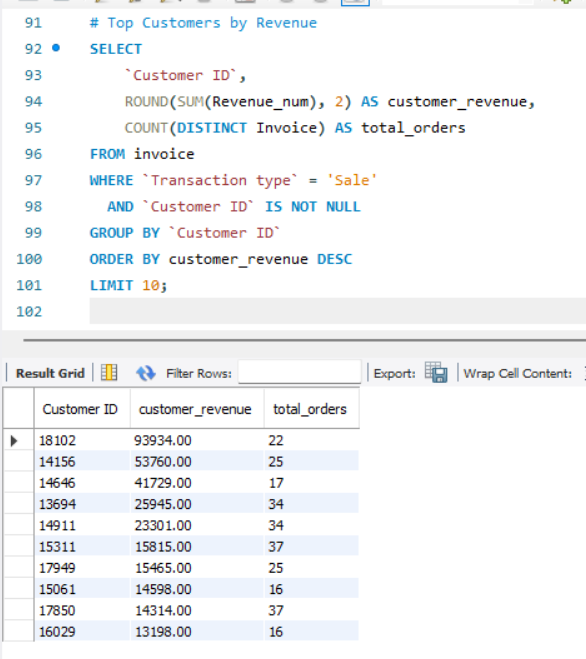 91 # Top Customers by Revenue
92 SELECT
93 `Customer ID`,
94 ROUND(SUM(Revenue_num), 2) AS customer_revenue,
95 COUNT(DISTINCT Invoice) AS total_orders
96 FROM invoice
97 WHERE `Transaction type` = 'Sale'
98 AND `Customer ID` IS NOT NULL
99 GROUP BY `Customer ID`
100 ORDER BY customer_revenue DESC
101 LIMIT 10;
102
Result Grid Filter Rows: Export: Wrap Cell Content:
Customer ID customer_revenue total_orders
18102 93934.00 22
14156 53760.00 25
14646 41729.00 17
13694 25945.00 34
14911 23301.00 34
15311 15815.00 37
17949 15465.00 25
15061 14598.00 16
17850 14314.00 37
16029 13198.00 16